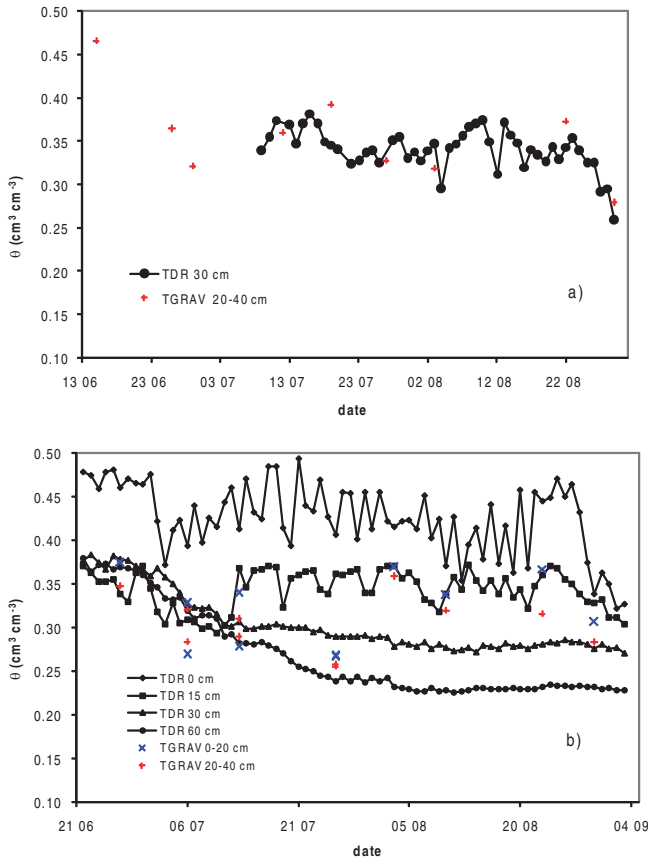 0.50
0.45
0.40
0.35
0.30
0.25
0.20
0.15
0.10
θ (cm³ cm⁻³)
TDR 30 cm
TGRAV 20-40 cm
a)
13 06 23 06 03 07 13 07 23 07 02 08 12 08 22 08
date
0.50
0.45
0.40
0.35
0.30
0.25
0.20
0.15
0.10
θ (cm³ cm⁻³)
TDR 0 cm
TDR 15 cm
TDR 30 cm
TDR 60 cm
TGRAV 0-20 cm
TGRAV 20-40 cm
b)
21 06 06 07 21 07 05 08 20 08 04 09
date